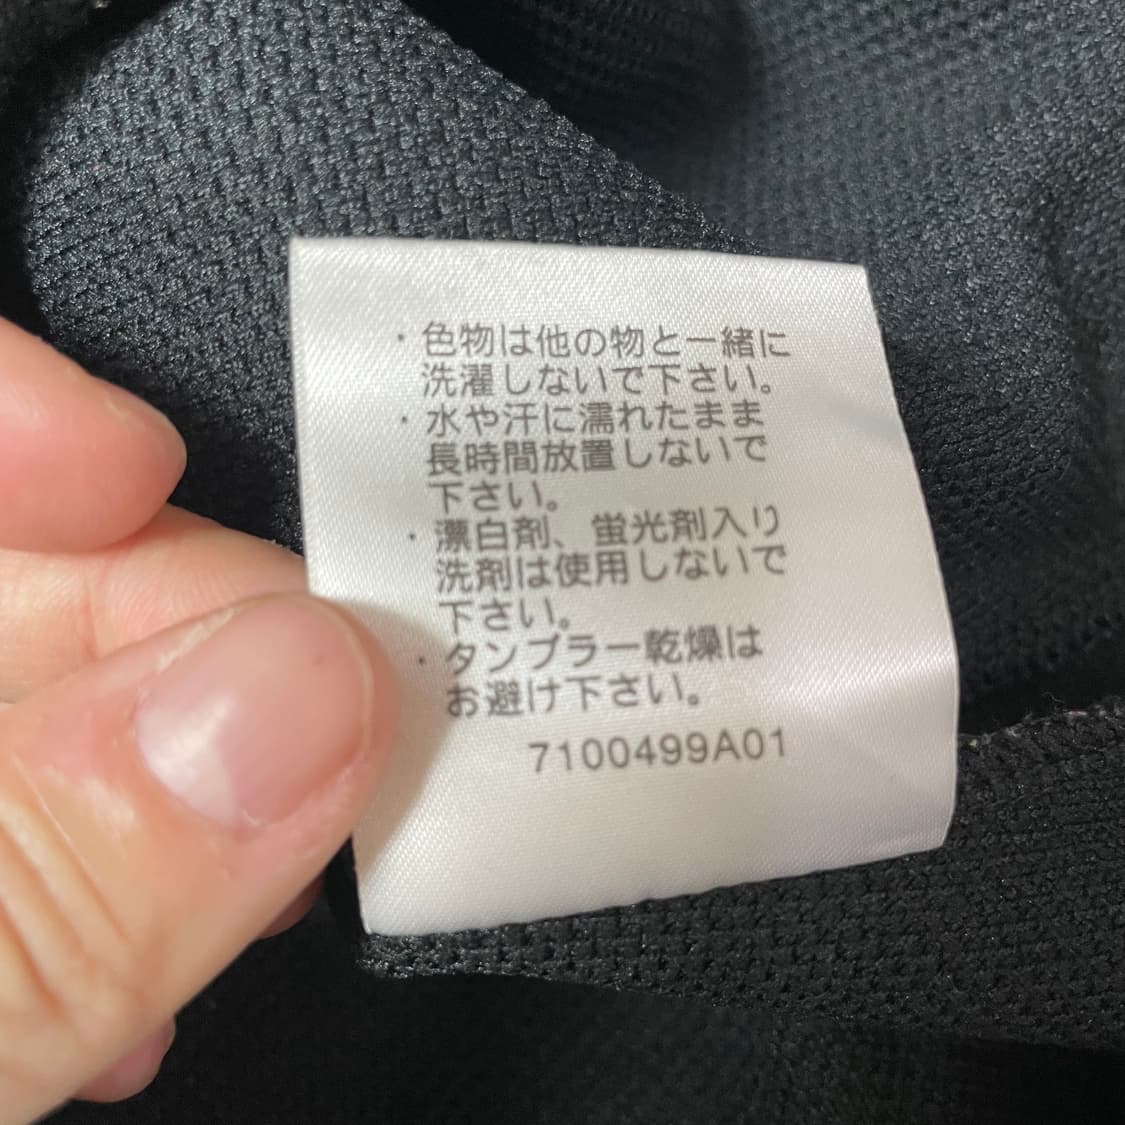 ・色物は他の物と一緒に
洗濯しないで下さい。
・水や汗に濡れたまま
長時間放置しないで
下さい。
・漂白剤、蛍光剤入り
洗剤は使用しないで
下さい。
・タンブラー乾燥は
お避け下さい。
7100499A01